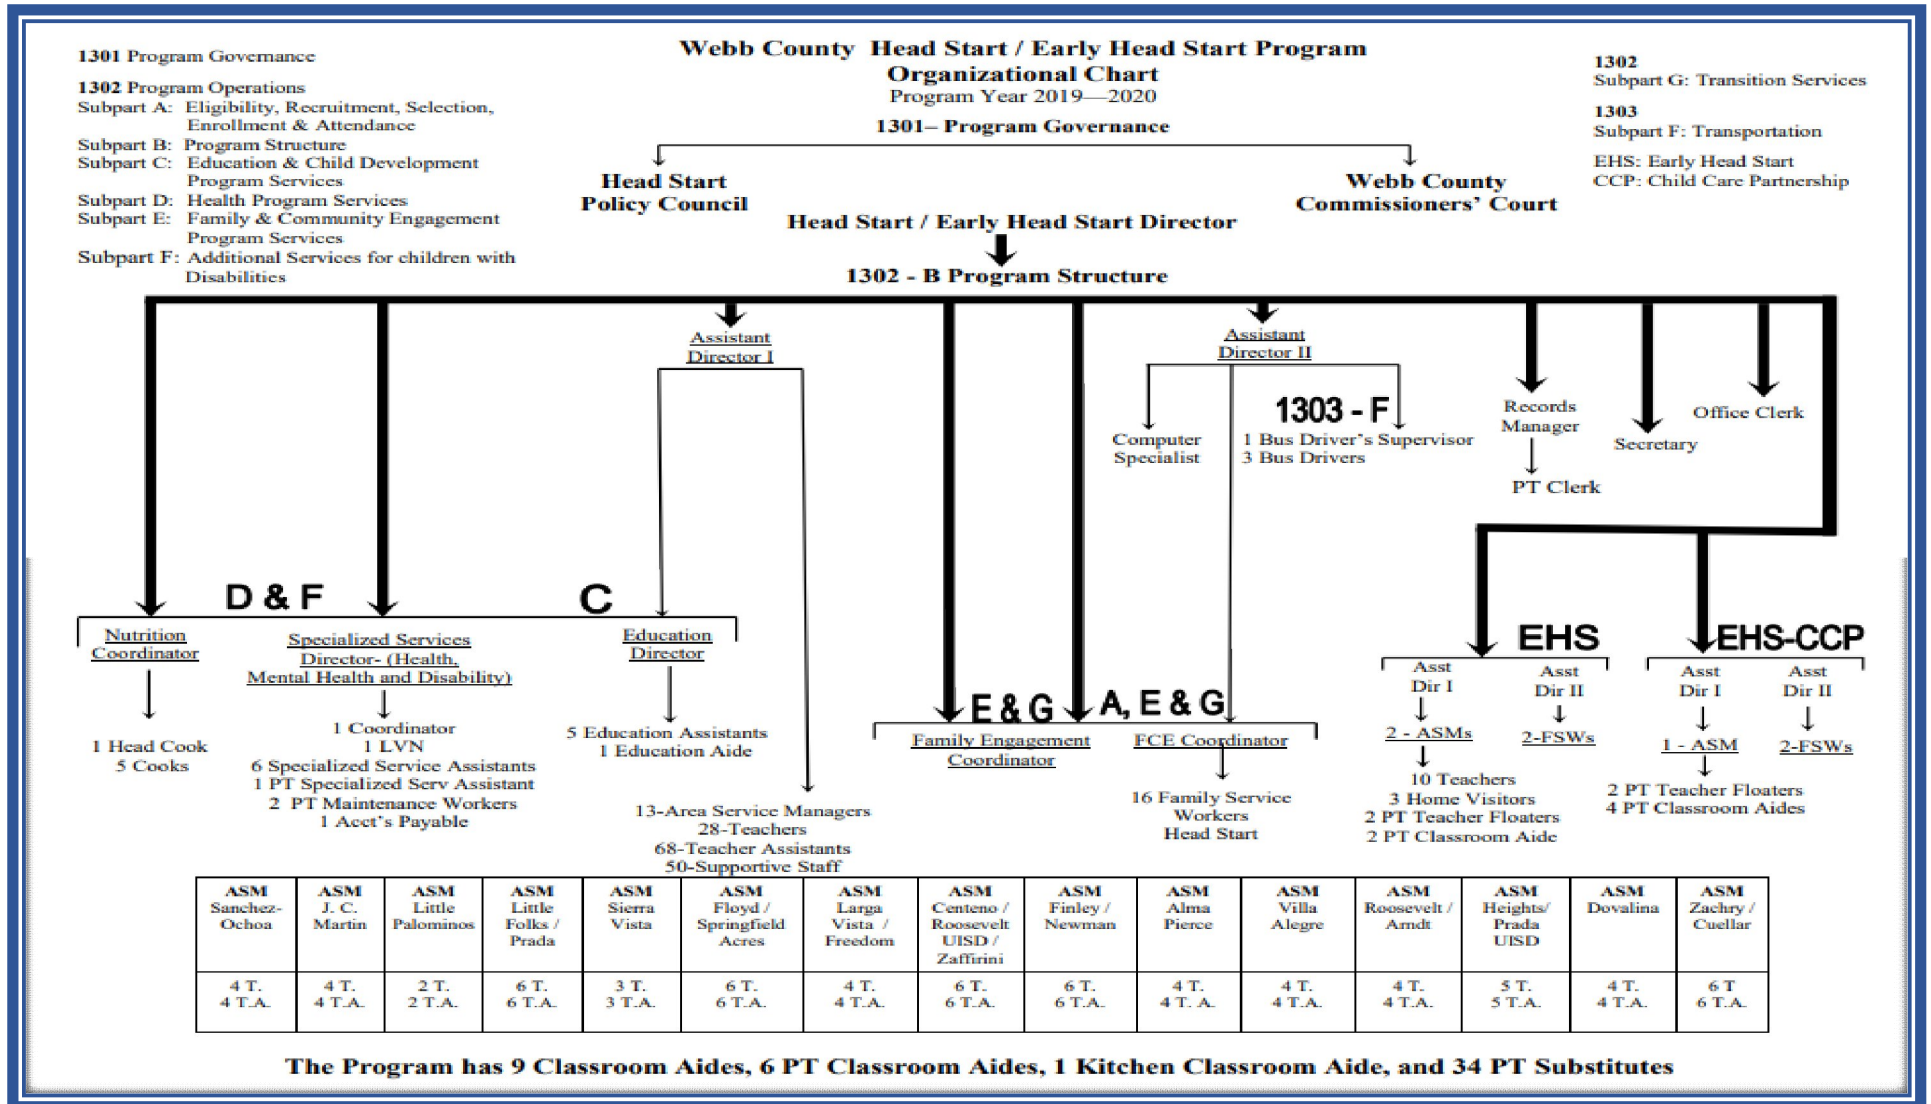 1301 Program Governance
1302 Program Operations
Subpart A: Eligibility, Recruitment, Selection,
Enrollment & Attendance
Subpart B: Program Structure
Subpart C: Education & Child Development
Program Services
Subpart D: Health Program Services
Subpart E: Family & Community Engagement
Program Services
Subpart F: Additional Services for children with
Disabilities
Webb County Head Start / Early Head Start Program
Organizational Chart
Program Year 2019—2020
1301– Program Governance
1302
Subpart G: Transition Services
1303
Subpart F: Transportation
EHS: Early Head Start
CCP: Child Care Partnership
Head Start
Policy Council
Webb County
Commissioners' Court
Head Start / Early Head Start Director
1302 - B Program Structure
Assistant
Director I
Assistant
Director II
1303 - F
Computer
Specialist
1 Bus Driver's Supervisor
3 Bus Drivers
Records
Manager
PT Clerk
Secretary
Office Clerk
D & F
C
Nutrition
Coordinator
1 Head Cook
5 Cooks
Specialized Services
Director- (Health,
Mental Health and Disability)
1 Coordinator
1 LVN
6 Specialized Service Assistants
1 PT Specialized Serv Assistant
2 PT Maintenance Workers
1 Acct's Payable
Education
Director
5 Education Assistants
1 Education Aide
13-Area Service Managers
28-Teachers
68-Teacher Assistants
50-Supportive Staff
E & G
A, E & G
Family Engagement
Coordinator
FCE Coordinator
16 Family Service
Workers
Head Start
EHS
Asst
Dir I
2 - ASMs
10 Teachers
3 Home Visitors
2 PT Teacher Floaters
2 PT Classroom Aide
Asst
Dir II
2-FSWs
EHS-CCP
Asst
Dir I
1 - ASM
2 PT Teacher Floaters
4 PT Classroom Aides
Asst
Dir II
2-FSWs
ASM
Sanchez-
Ochoa
ASM
J. C.
Martin
ASM
Little
Palominos
ASM
Little
Folks /
Prada
ASM
Sierra
Vista
ASM
Floyd /
Springfield
Acres
ASM
Larga
Vista /
Freedom
ASM
Centeno /
Roosevelt
UISD /
Zaffirini
ASM
Finley /
Newman
ASM
Alma
Pierce
ASM
Villa
Alegre
ASM
Roosevelt /
Arndt
ASM
Heights/
Prada
UISD
ASM
Dovalina
ASM
Zachry /
Cuellar
4 T.
4 T.A.
4 T.
4 T.A.
2 T.
2 T.A.
6 T.
6 T.A.
3 T.
3 T.A.
6 T.
6 T.A.
4 T.
4 T.A.
6 T.
6 T.A.
6 T.
6 T.A.
4 T.
4 T. A.
4 T.
4 T.A.
4 T.
4 T.A.
5 T.
5 T.A.
4 T.
4 T.A.
6 T
6 T.A.
The Program has 9 Classroom Aides, 6 PT Classroom Aides, 1 Kitchen Classroom Aide, and 34 PT Substitutes